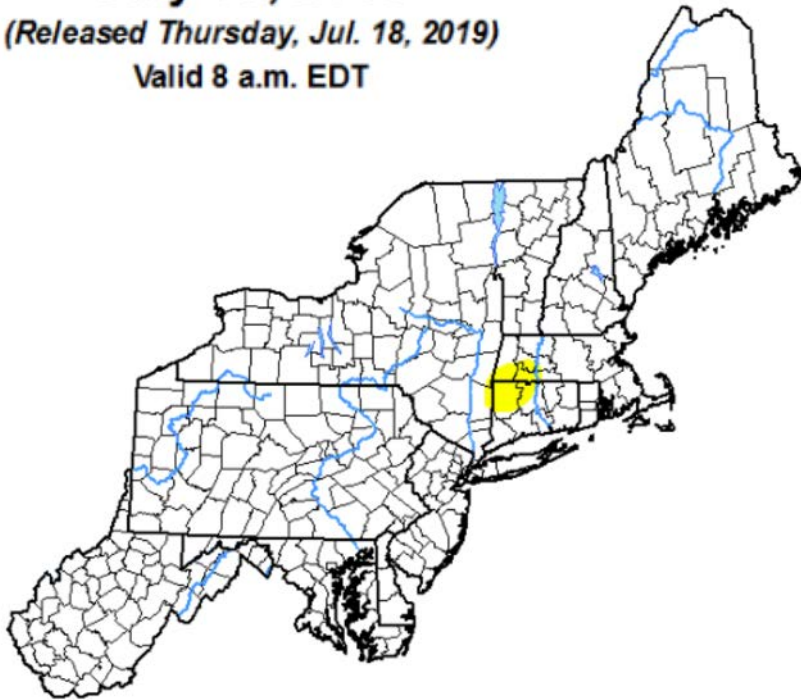 (Released Thursday, Jul. 18, 2019)
Valid 8 a.m. EDT